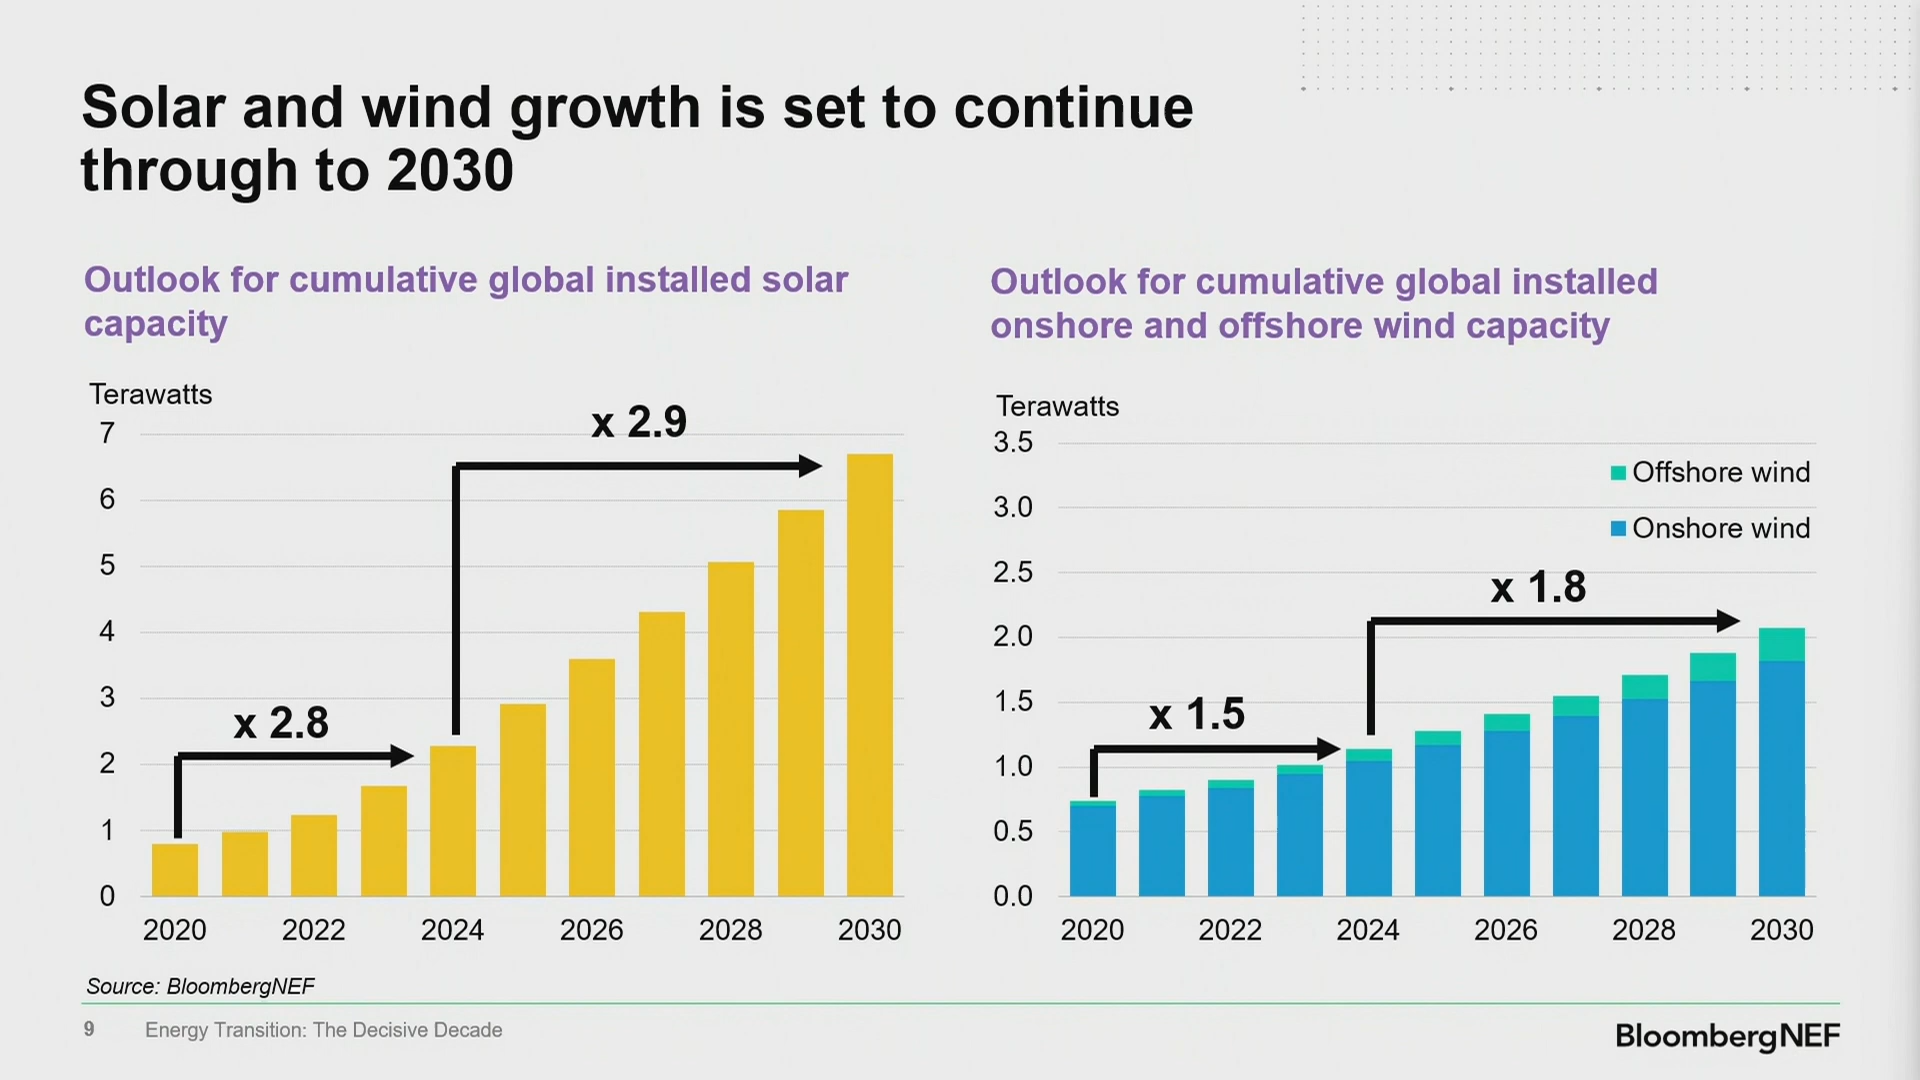 Solar and wind growth is set to continue
through to 2030
Outlook for cumulative global installed solar
capacity
Terawatts
7
6
5
4
3
2
1
0
x 2.8
x 2.9
2020
2022
2024
2026
2028
2030
Outlook for cumulative global installed
onshore and offshore wind capacity
Terawatts
3.5
3.0
2.5
2.0
1.5
1.0
0.5
0.0
Offshore wind
Onshore wind
x 1.5
x 1.8
2020
2022
2024
2026
2028
2030
Source: BloombergNEF
9
Energy Transition: The Decisive Decade
BloombergNEF